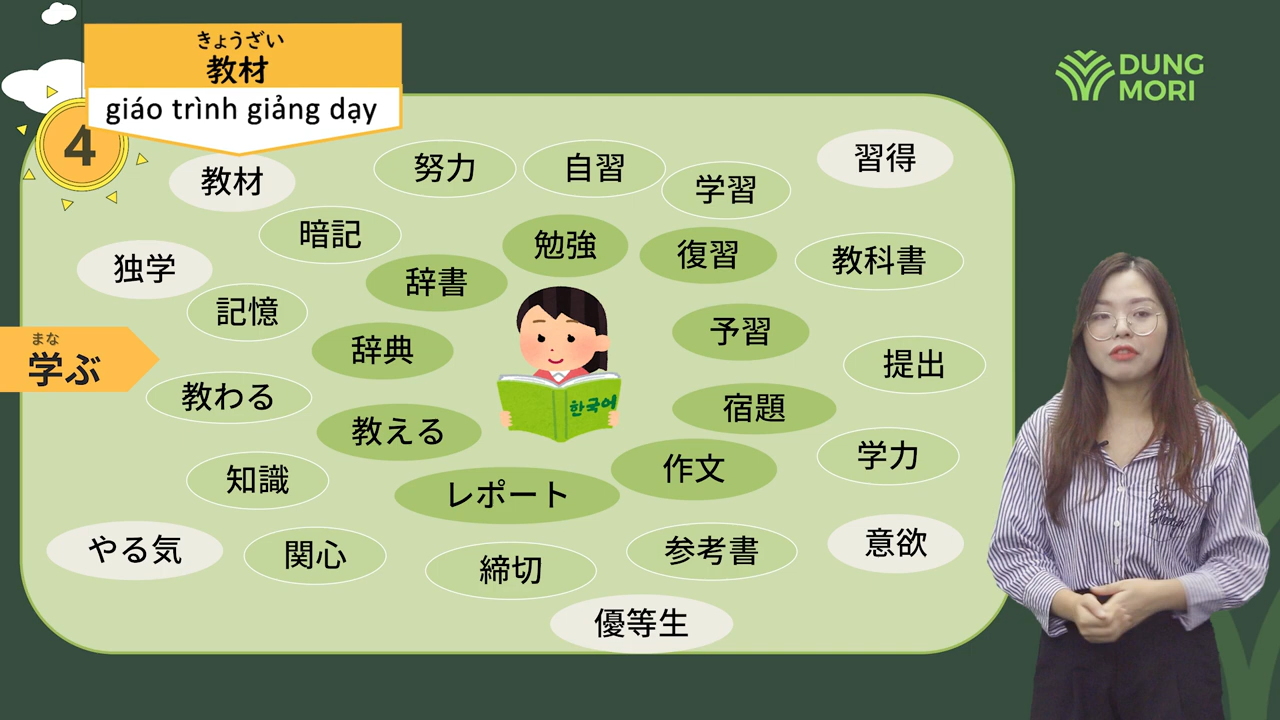 きょうざい
教材
giáo trình giảng dạy
4
DUNG
MORI
教材
努力
自習
学習
習得
暗記
勉強
復習
教科書
独学
辞書
記憶
辞典
予習
提出
まな
学ぶ
한국어
教わる
教える
宿題
学力
知識
レポート
作文
やる気
関心
締切
参考書
意欲
優等生